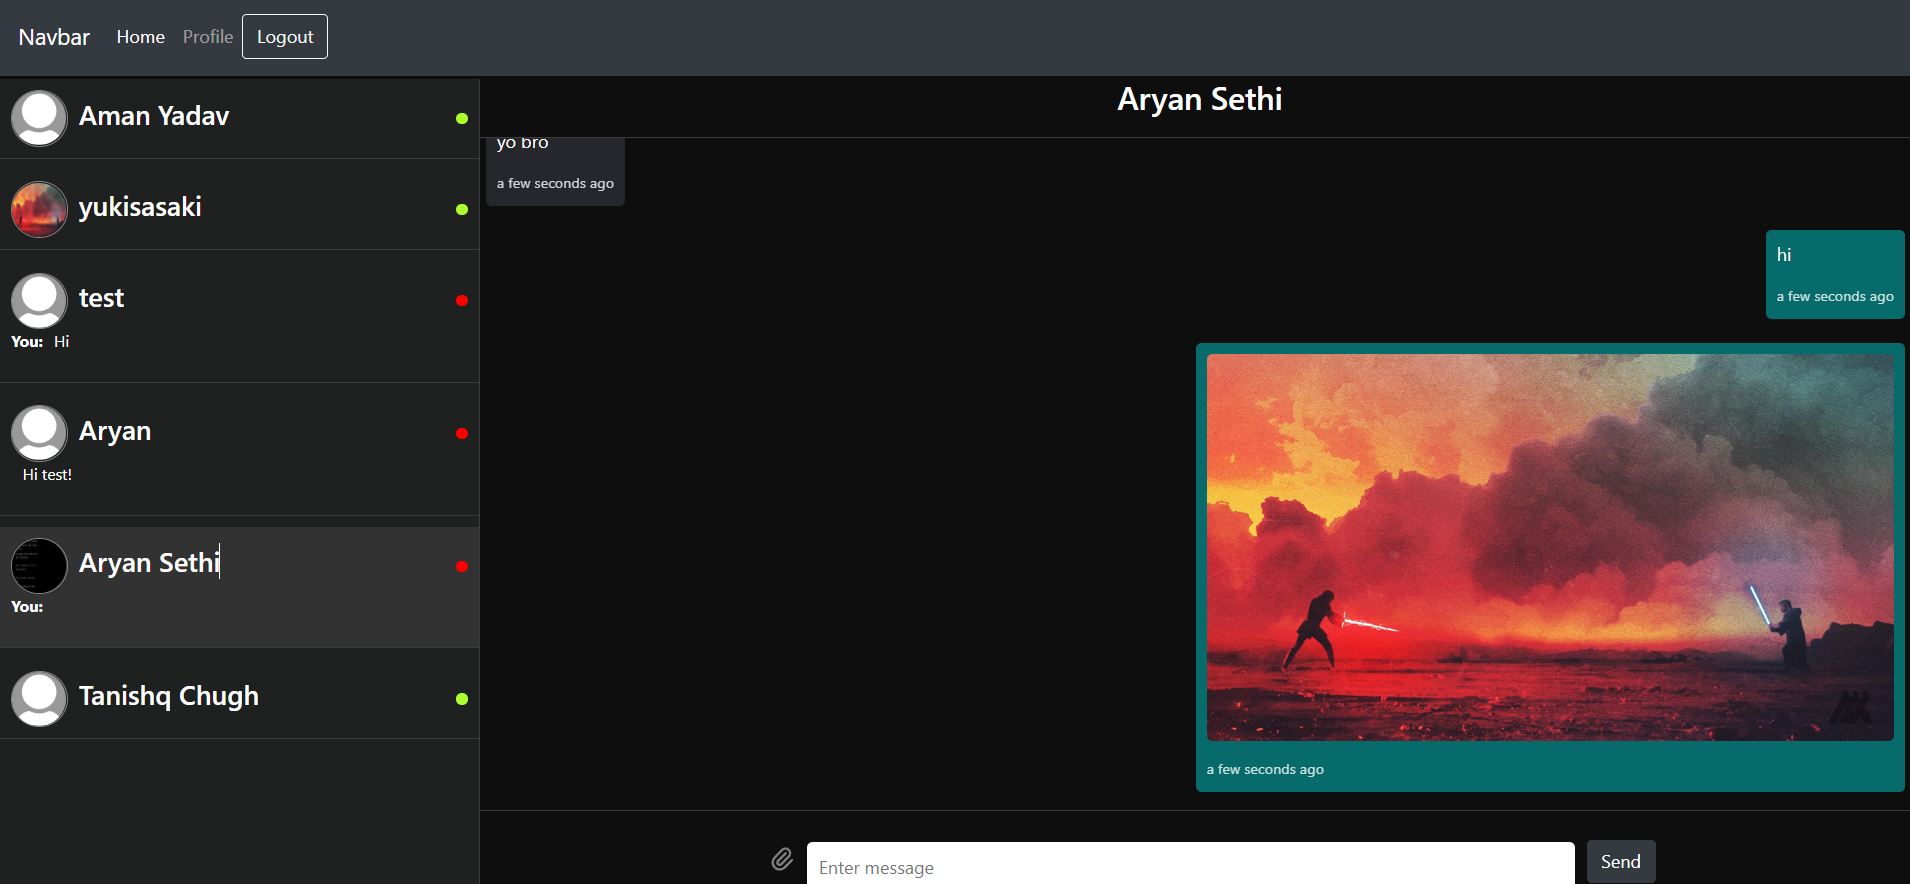 Navbar Home Profile Logout
Aman Yadav
yukisasaki
test
You: Hi
Aryan
Hi test!
Aryan Sethi
You:
Tanishq Chugh
Aryan Sethi
yo bro
a few seconds ago
hi
a few seconds ago
a few seconds ago
Enter message
Send